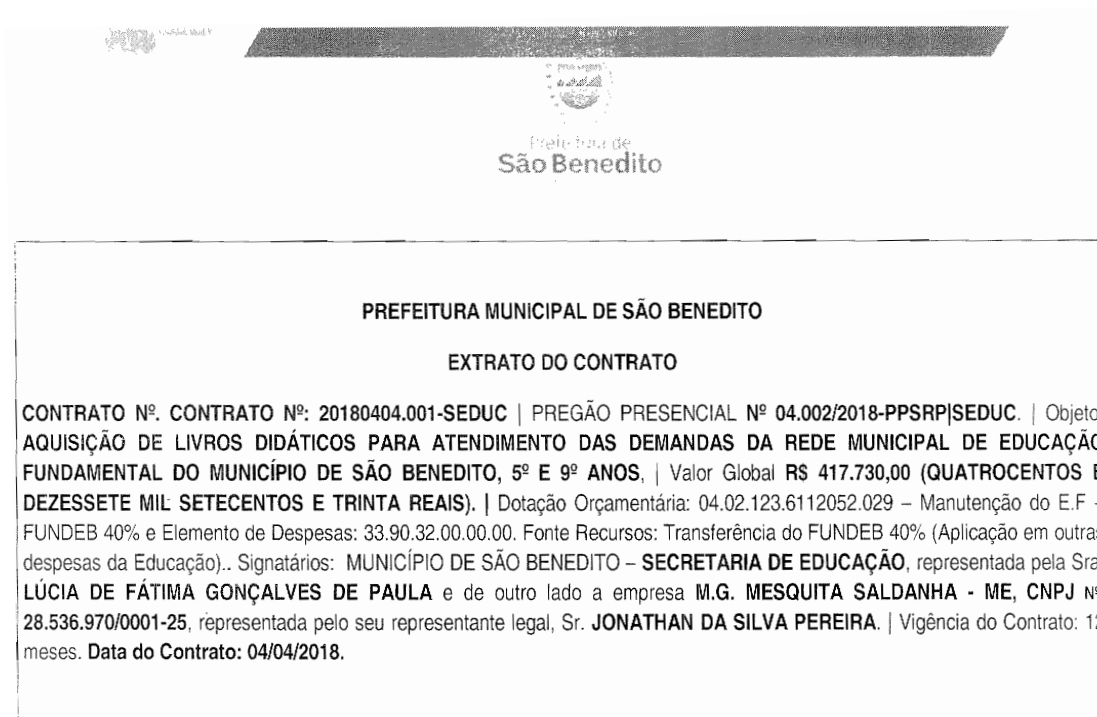 Prefeitura de
São Benedito
PREFEITURA MUNICIPAL DE SÃO BENEDITO
EXTRATO DO CONTRATO
CONTRATO Nº. CONTRATO Nº: 20180404.001-SEDUC | PREGÃO PRESENCIAL Nº 04.002/2018-PPSRP|SEDUC. | Objeto
AQUISIÇÃO DE LIVROS DIDÁTICOS PARA ATENDIMENTO DAS DEMANDAS DA REDE MUNICIPAL DE EDUCAÇÃO
FUNDAMENTAL DO MUNICÍPIO DE SÃO BENEDITO, 5º E 9º ANOS, | Valor Global R$ 417.730,00 (QUATROCENTOS E
DEZESSETE MIL SETECENTOS E TRINTA REAIS). | Dotação Orçamentária: 04.02.123.6112052.029 – Manutenção do E.F -
FUNDEB 40% e Elemento de Despesas: 33.90.32.00.00.00. Fonte Recursos: Transferência do FUNDEB 40% (Aplicação em outras
despesas da Educação).. Signatários: MUNICÍPIO DE SÃO BENEDITO – SECRETARIA DE EDUCAÇÃO, representada pela Sra
LÚCIA DE FÁTIMA GONÇALVES DE PAULA e de outro lado a empresa M.G. MESQUITA SALDANHA - ME, CNPJ Nº
28.536.970/0001-25, representada pelo seu representante legal, Sr. JONATHAN DA SILVA PEREIRA. | Vigência do Contrato: 12
meses. Data do Contrato: 04/04/2018.